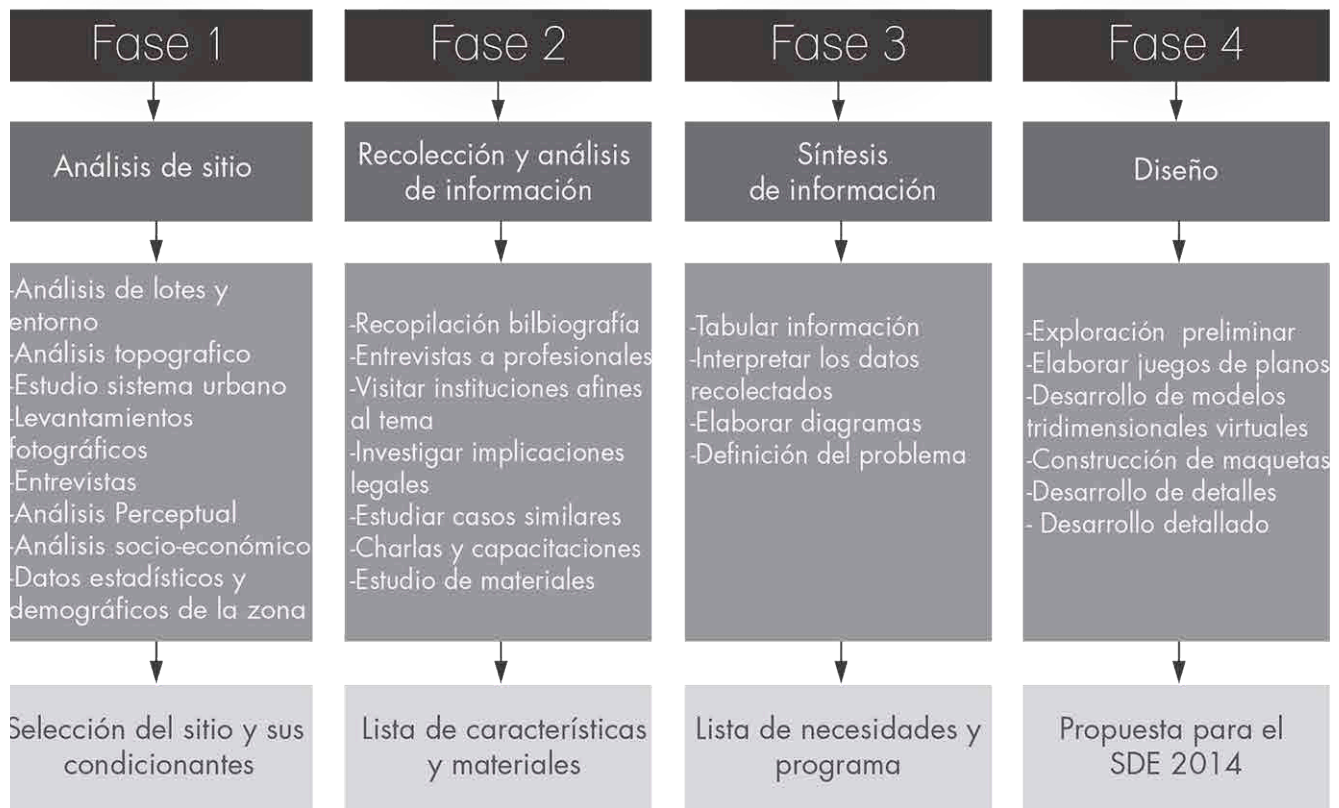 Fase 1
Análisis de sitio
-Análisis de lotes y
entorno
-Análisis topografico
-Estudio sistema urbano
-Levantamientos
fotográficos
-Entrevistas
-Análisis Perceptual
-Análisis socio-económico
-Datos estadísticos y
demográficos de la zona
Selección del sitio y sus
condicionantes
Fase 2
Recolección y análisis
de información
-Recopilación bilbiografía
-Entrevistas a profesionales
-Visitar instituciones afines
al tema
-Investigar implicaciones
legales
-Estudiar casos similares
-Charlas y capacitaciones
-Estudio de materiales
Lista de características
y materiales
Fase 3
Síntesis
de información
-Tabular información
-Interpretar los datos
recolectados
-Elaborar diagramas
-Definición del problema
Lista de necesidades y
programa
Fase 4
Diseño
-Exploración preliminar
-Elaborar juegos de planos
-Desarrollo de modelos
tridimensionales virtuales
-Construcción de maquetas
-Desarrollo de detalles
- Desarrollo detallado
Propuesta para el
SDE 2014